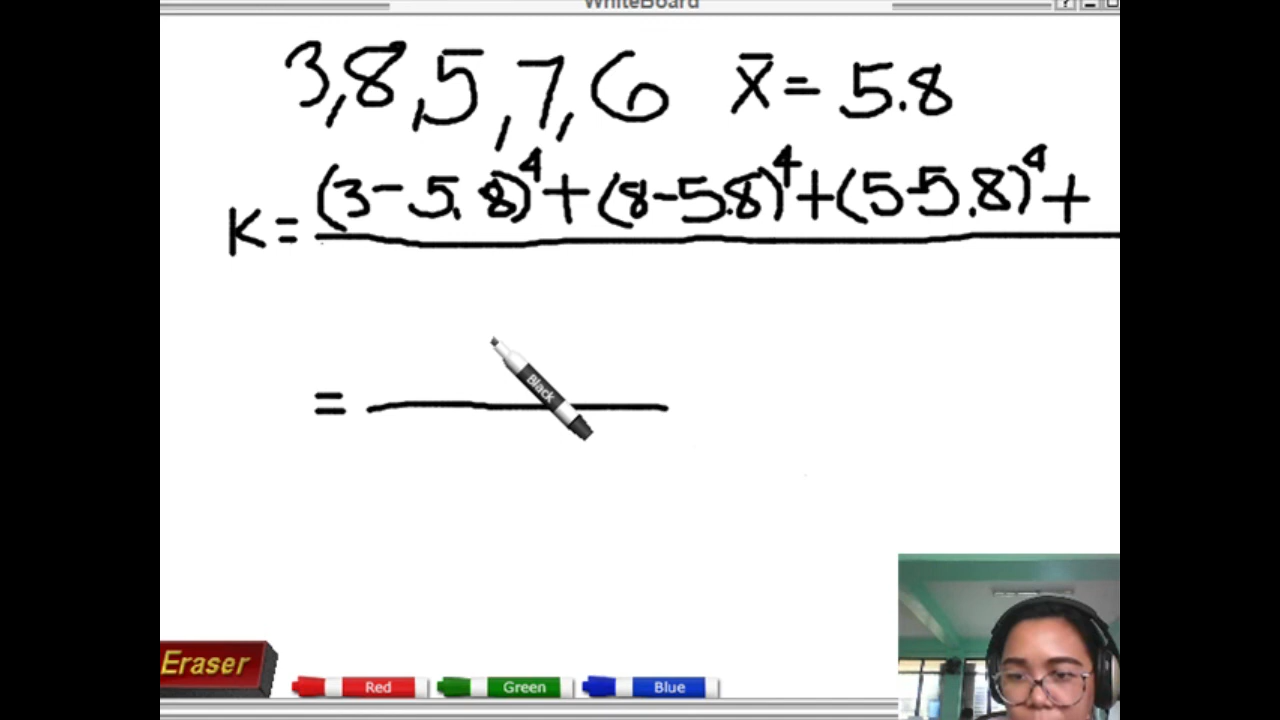 WhiteBoard
3,8,5,7,6 x̄ = 5.8
K = (3-5.8)⁴+(8-5.8)⁴+(5-5.8)⁴+
=
Black
Eraser
Red Green Blue